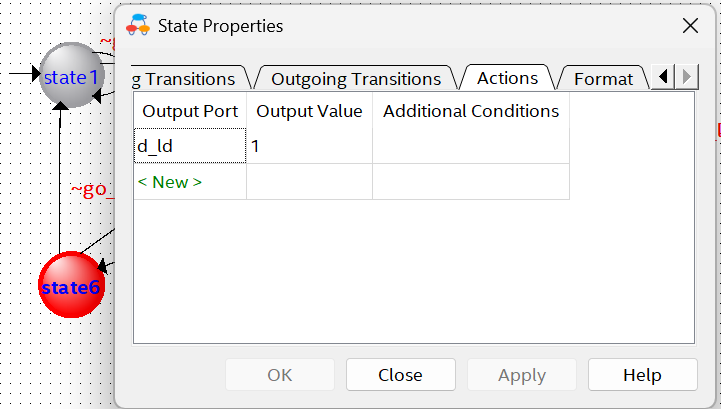 State Properties
~g
state1
g Transitions
Outgoing Transitions
Actions
Format
Output Port
Output Value
Additional Conditions
d_ld
1
< New >
~go_
state6
OK
Close
Apply
Help